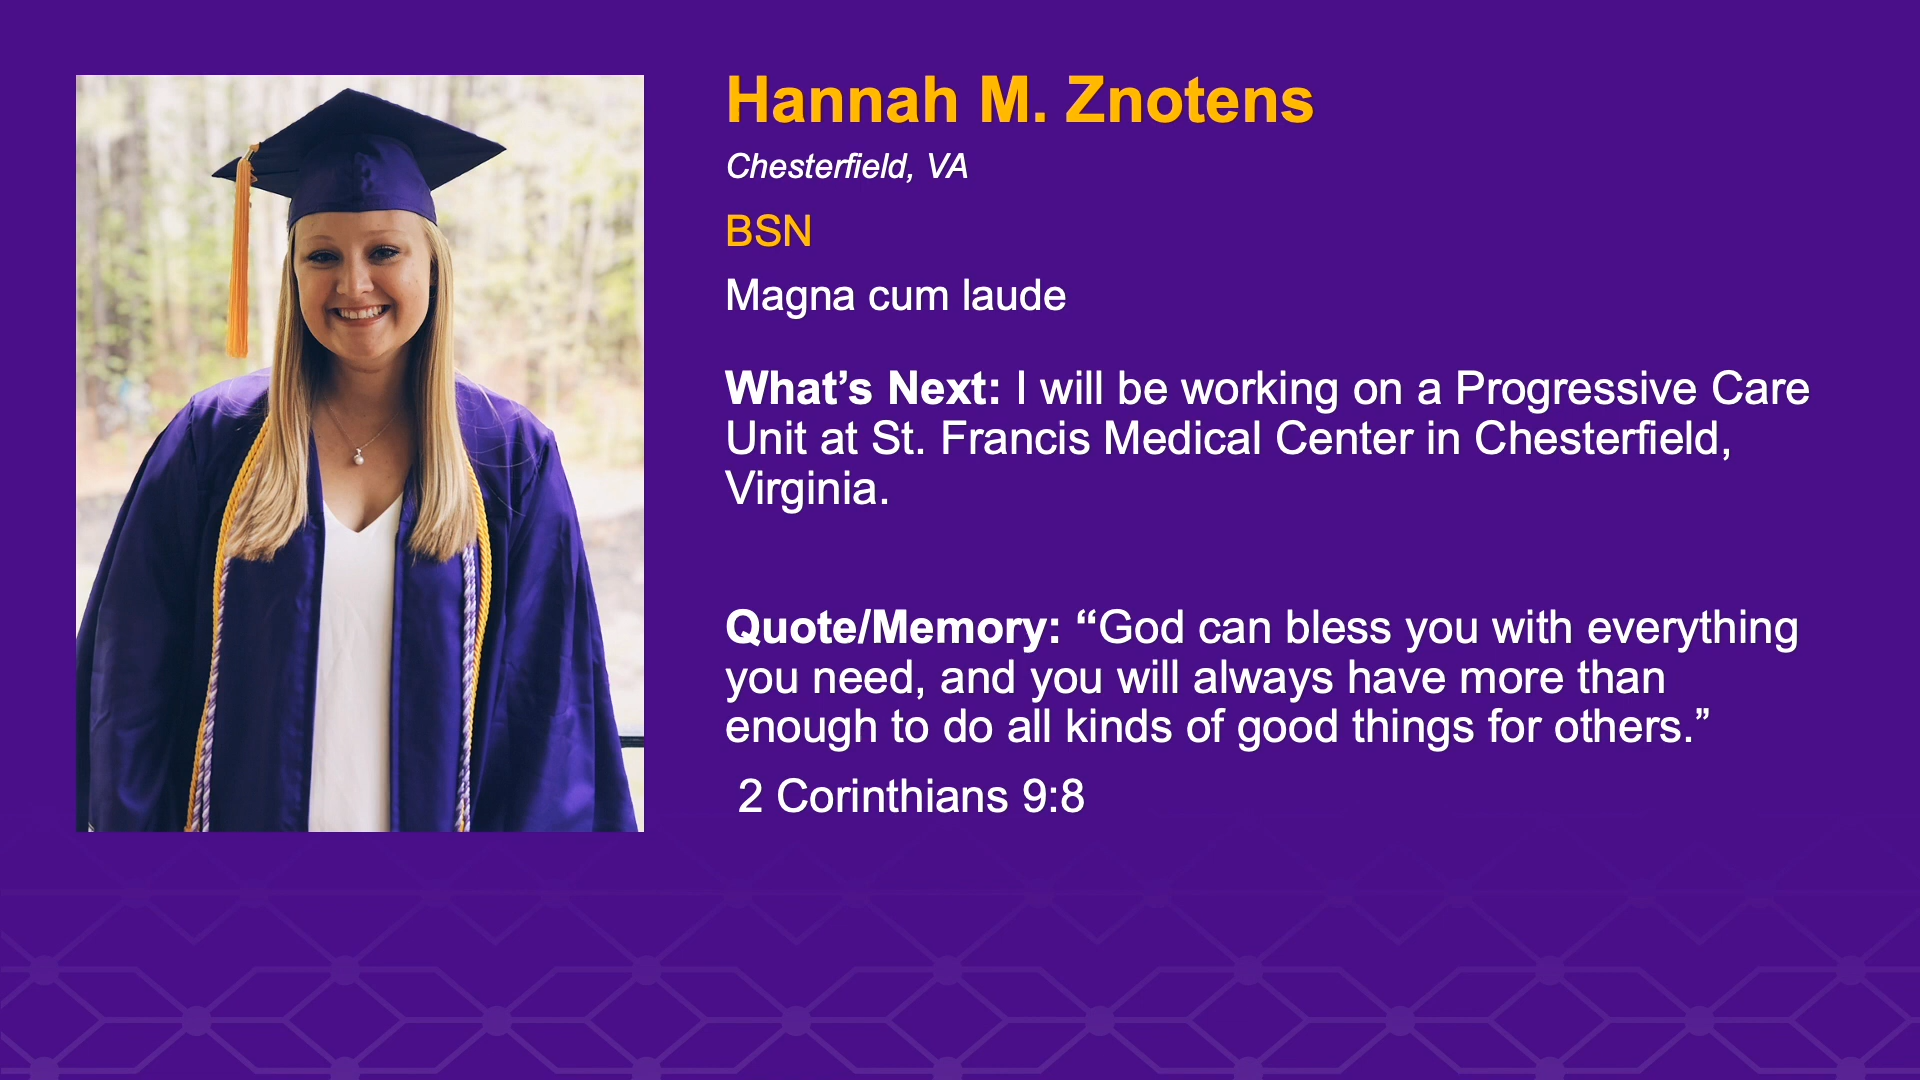 Hannah M. Znotens
Chesterfield, VA
BSN
Magna cum laude
What’s Next: I will be working on a Progressive Care
Unit at St. Francis Medical Center in Chesterfield,
Virginia.
Quote/Memory: “God can bless you with everything
you need, and you will always have more than
enough to do all kinds of good things for others.”
2 Corinthians 9:8